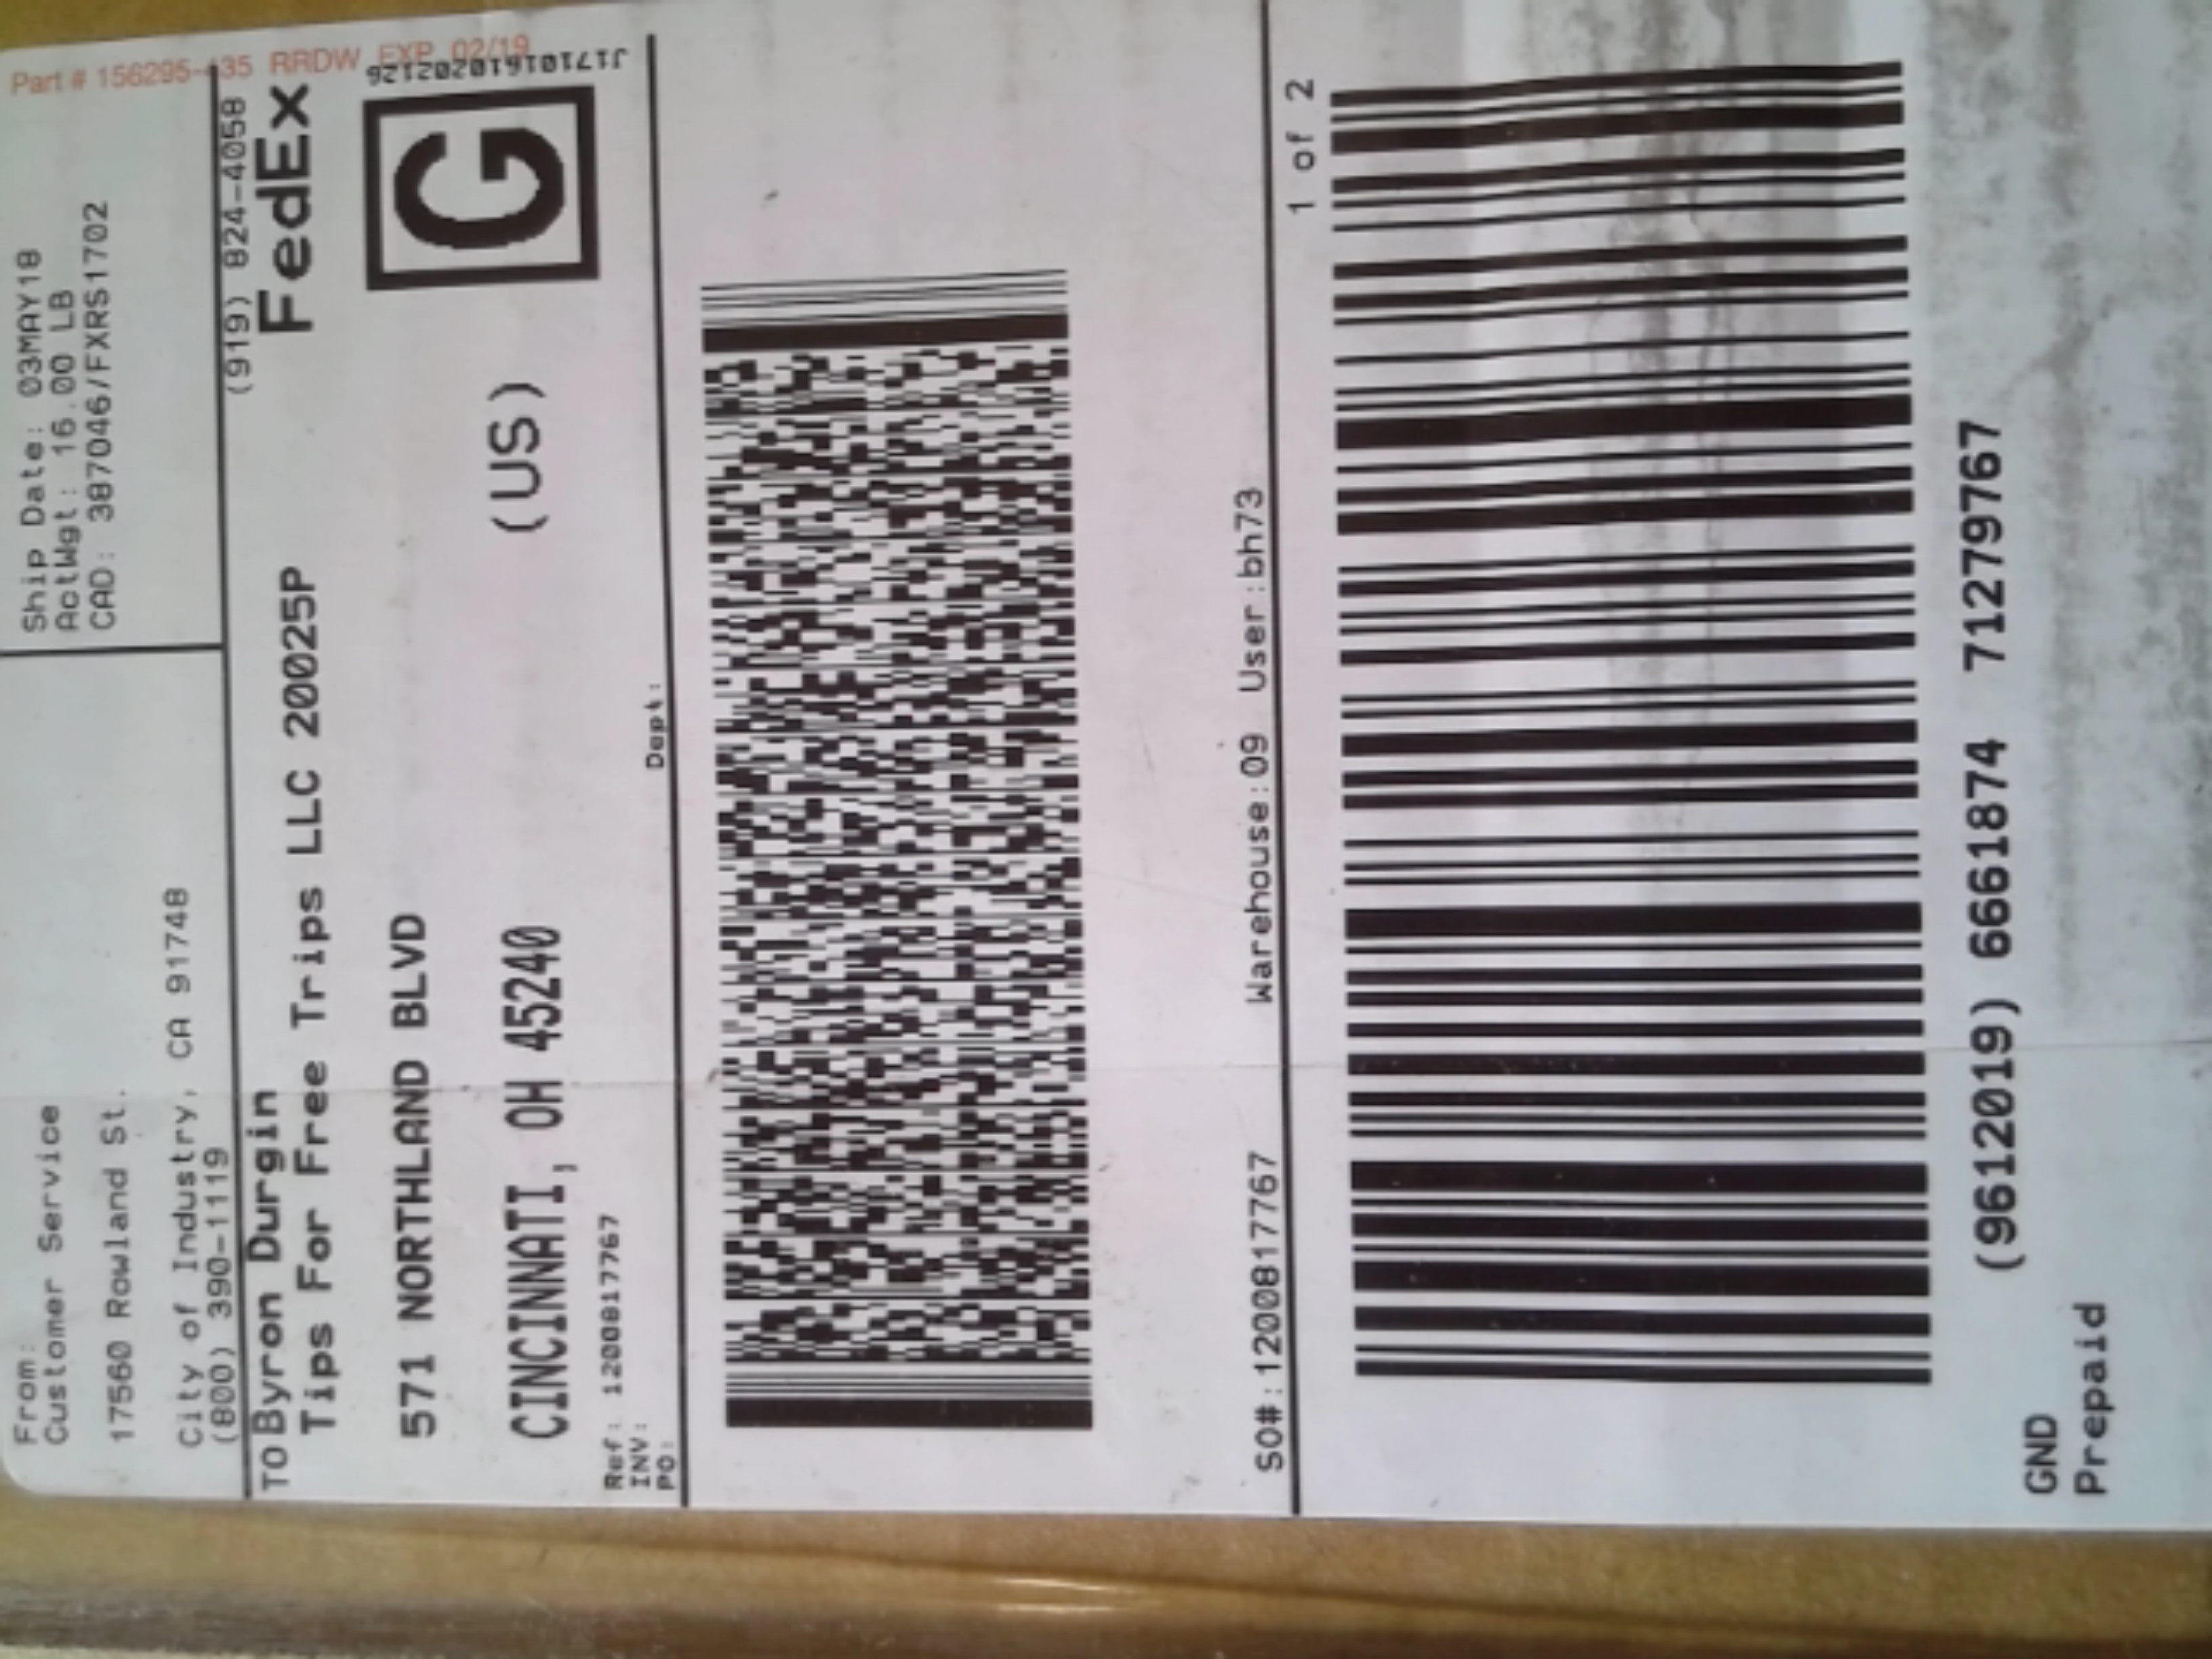 Part # 156295-435 RRDW EXP 02/19
From:
Customer Service
17560 Rowland St.
City of Industry, CA 91748
(800) 390-1119
Ship Date: 03MAY18
ActWgt: 16.00 LB
CAD: 387046/FXRS1702
TO Byron Durgin
(919) 824-4058
Tips For Free Trips LLC 20025P
FedEx
571 NORTHLAND BLVD
CINCINNATI, OH 45240
(US)
G
J17101610202126
Ref: 1200817767
INV:
PO:
Dept:
SO#:1200817767 Warehouse:09 User:bh73
1 of 2
(9612019) 6661874 71279767
GND
Prepaid